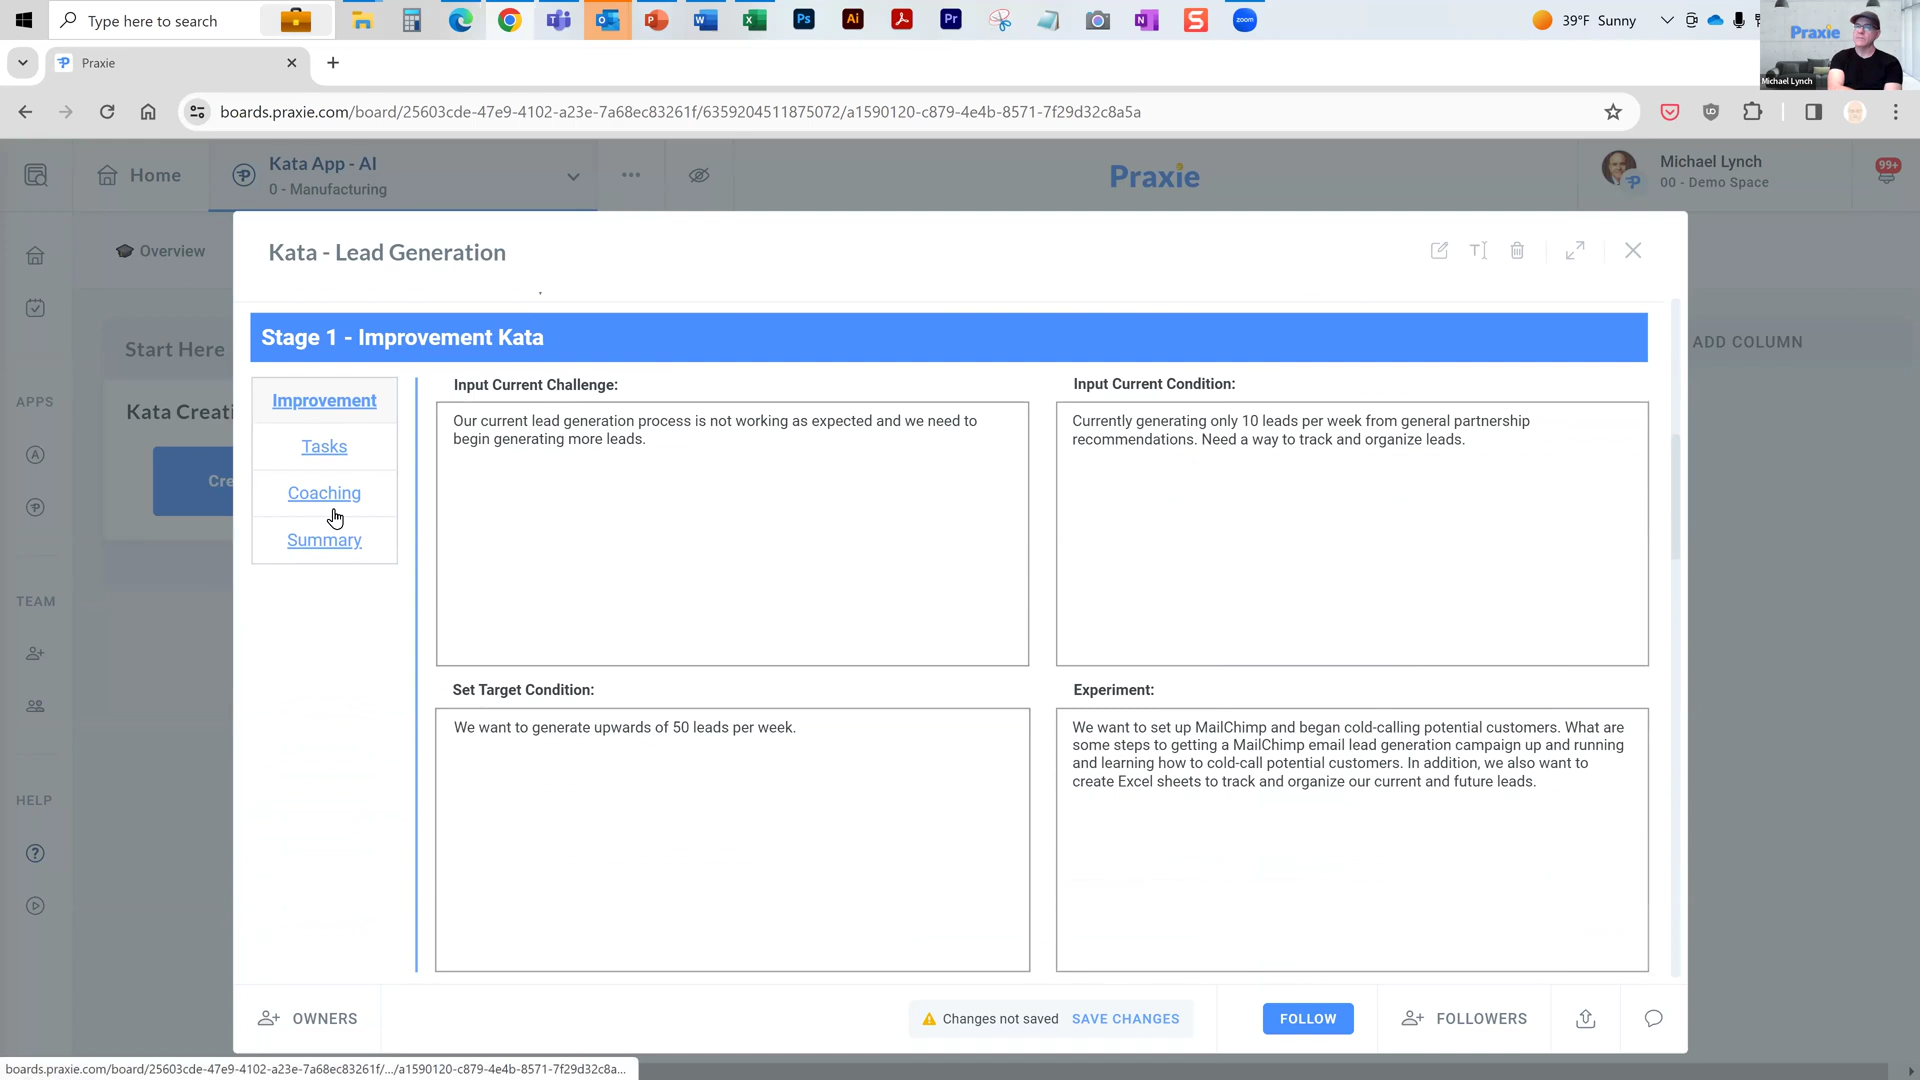 Type here to search
Ps
Ai
Pr
zoom
39°F Sunny
Praxie
Michael Lynch
Praxie
boards.praxie.com/board/25603cde-47e9-4102-a23e-7a68ec83261f/6359204511875072/a1590120-c879-4e4b-8571-7f29d32c8a5a
Home
Kata App - AI
0 - Manufacturing
Praxie
Michael Lynch
00 - Demo Space
99+
Overview
Kata - Lead Generation
Start Here
ADD COLUMN
Stage 1 - Improvement Kata
APPS
Kata Creati
Cre
TEAM
HELP
Improvement
Tasks
Coaching
Summary
Input Current Challenge:
Our current lead generation process is not working as expected and we need to
begin generating more leads.
Input Current Condition:
Currently generating only 10 leads per week from general partnership
recommendations. Need a way to track and organize leads.
Set Target Condition:
We want to generate upwards of 50 leads per week.
Experiment:
We want to set up MailChimp and began cold-calling potential customers. What are
some steps to getting a MailChimp email lead generation campaign up and running
and learning how to cold-call potential customers. In addition, we also want to
create Excel sheets to track and organize our current and future leads.
OWNERS
Changes not saved
SAVE CHANGES
FOLLOW
FOLLOWERS
boards.praxie.com/board/25603cde-47e9-4102-a23e-7a68ec83261f/.../a1590120-c879-4e4b-8571-7f29d32c8a...